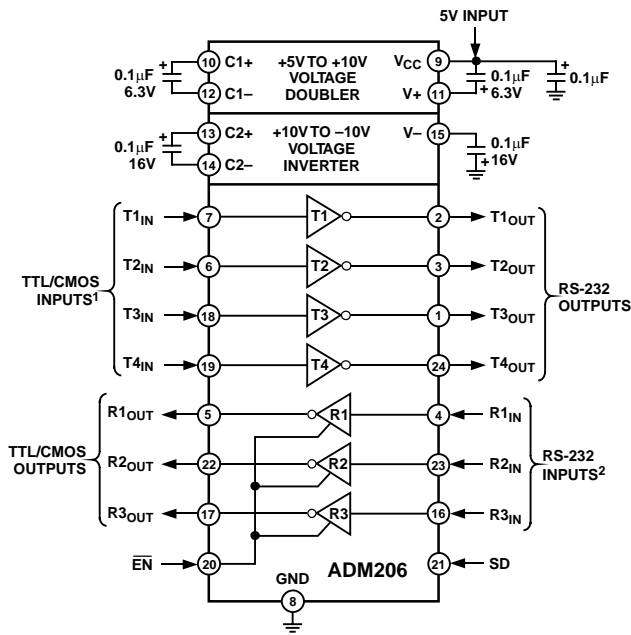 5V INPUT
0.1μF
6.3V
+
10
C1+
12
C1–
+5V TO +10V
VOLTAGE
DOUBLER
VCC
9
V+
11
+
0.1μF
6.3V
0.1μF
0.1μF
16V
+
13
C2+
14
C2–
+10V TO –10V
VOLTAGE
INVERTER
V–
15
+
0.1μF
16V
TTL/CMOS
INPUTS1
T1IN 7 T1 2 T1OUT
T2IN 6 T2 3 T2OUT
T3IN 18 T3 1 T3OUT
T4IN 19 T4 24 T4OUT
RS-232
OUTPUTS
TTL/CMOS
OUTPUTS
R1OUT 5 R1 4 R1IN
R2OUT 22 R2 23 R2IN
R3OUT 17 R3 16 R3IN
RS-232
INPUTS2
EN 20 ADM206 21 SD
GND
8